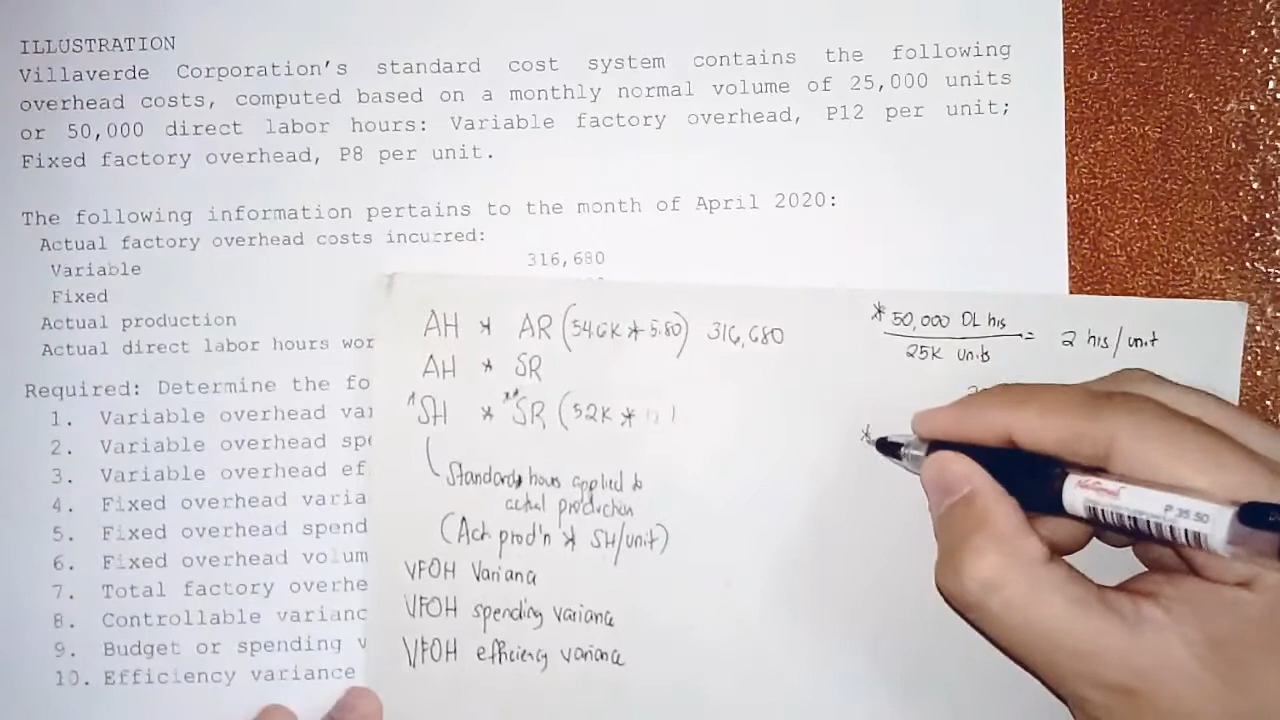 ILLUSTRATION
Villaverde Corporation's standard cost system contains the following
overhead costs, computed based on a monthly normal volume of 25,000 units
or 50,000 direct labor hours: Variable factory overhead, P12 per unit;
Fixed factory overhead, P8 per unit.
The following information pertains to the month of April 2020:
Actual factory overhead costs incurred:
Variable 316,680
Fixed
Actual production
Actual direct labor hours wor
Required: Determine the fo
1. Variable overhead var
2. Variable overhead spe
3. Variable overhead ef
4. Fixed overhead varia
5. Fixed overhead spend
6. Fixed overhead volum
7. Total factory overhe
8. Controllable varianc
9. Budget or spending v
10. Efficiency variance
AH * AR (54.6K * 5.80) 316,680
AH * SR
*SH * **SR (52K *
Standard hours applied to
actual production
(Act prod'n * SH/unit)
VFOH Variance
VFOH spending variance
VFOH efficiency variance
* 50,000 DL hrs
25K units
= 2 hrs/unit
*
P 35.50